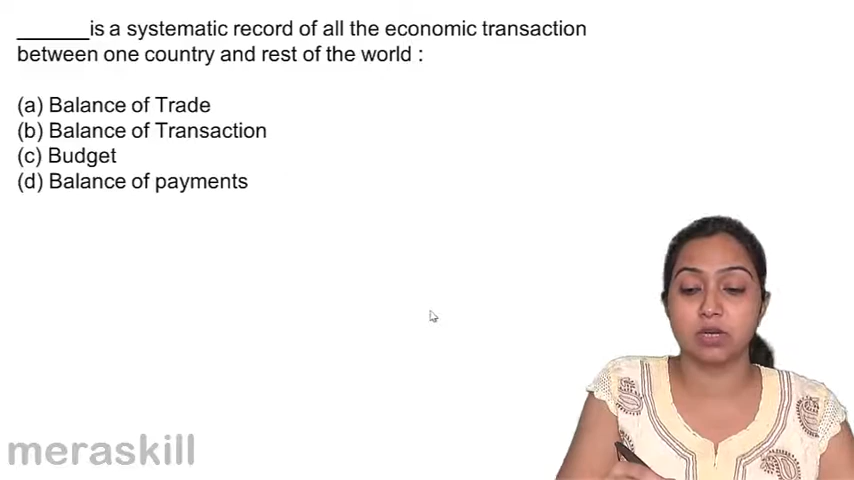 ______is a systematic record of all the economic transaction
between one country and rest of the world :
(a) Balance of Trade
(b) Balance of Transaction
(c) Budget
(d) Balance of payments
meraskill